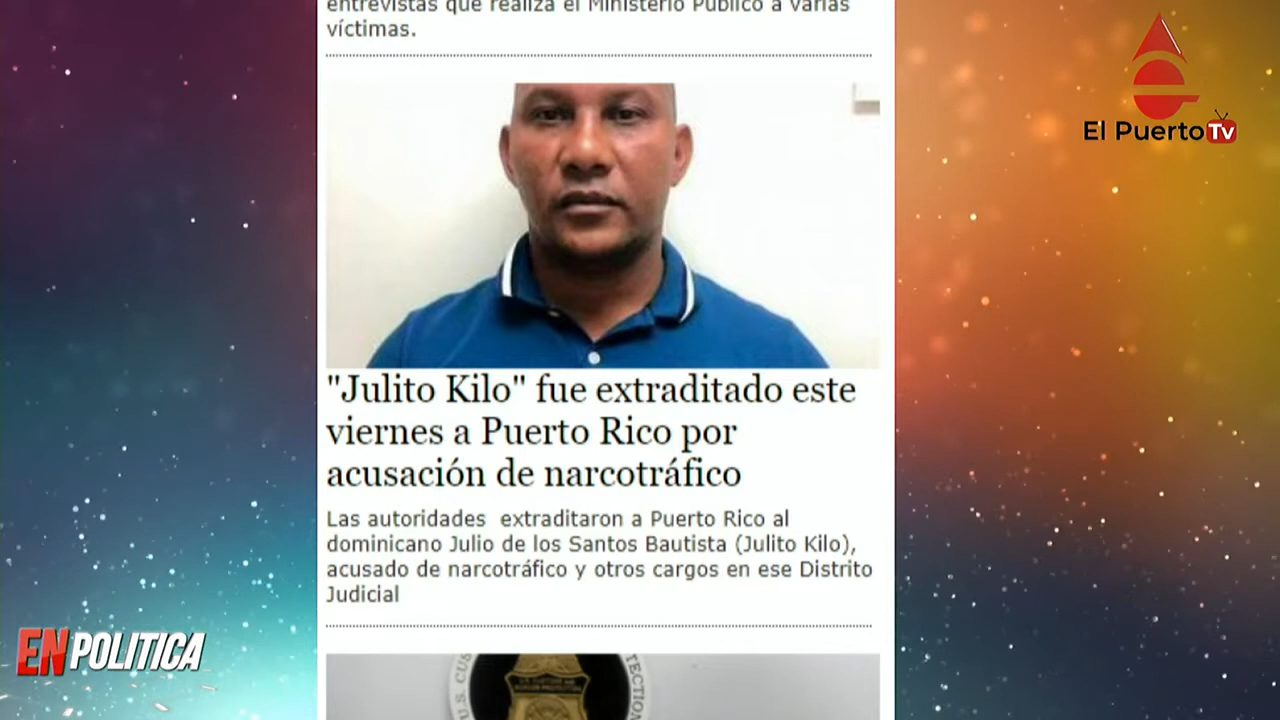 entrevistas que realiza el Ministerio Público a varias
víctimas.
El Puerto Tv
"Julito Kilo" fue extraditado este
viernes a Puerto Rico por
acusación de narcotráfico
Las autoridades  extraditaron a Puerto Rico al
dominicano Julio de los Santos Bautista (Julito Kilo),
acusado de narcotráfico y otros cargos en ese Distrito
Judicial
EN POLITICA
U.S. CUS
TECTION